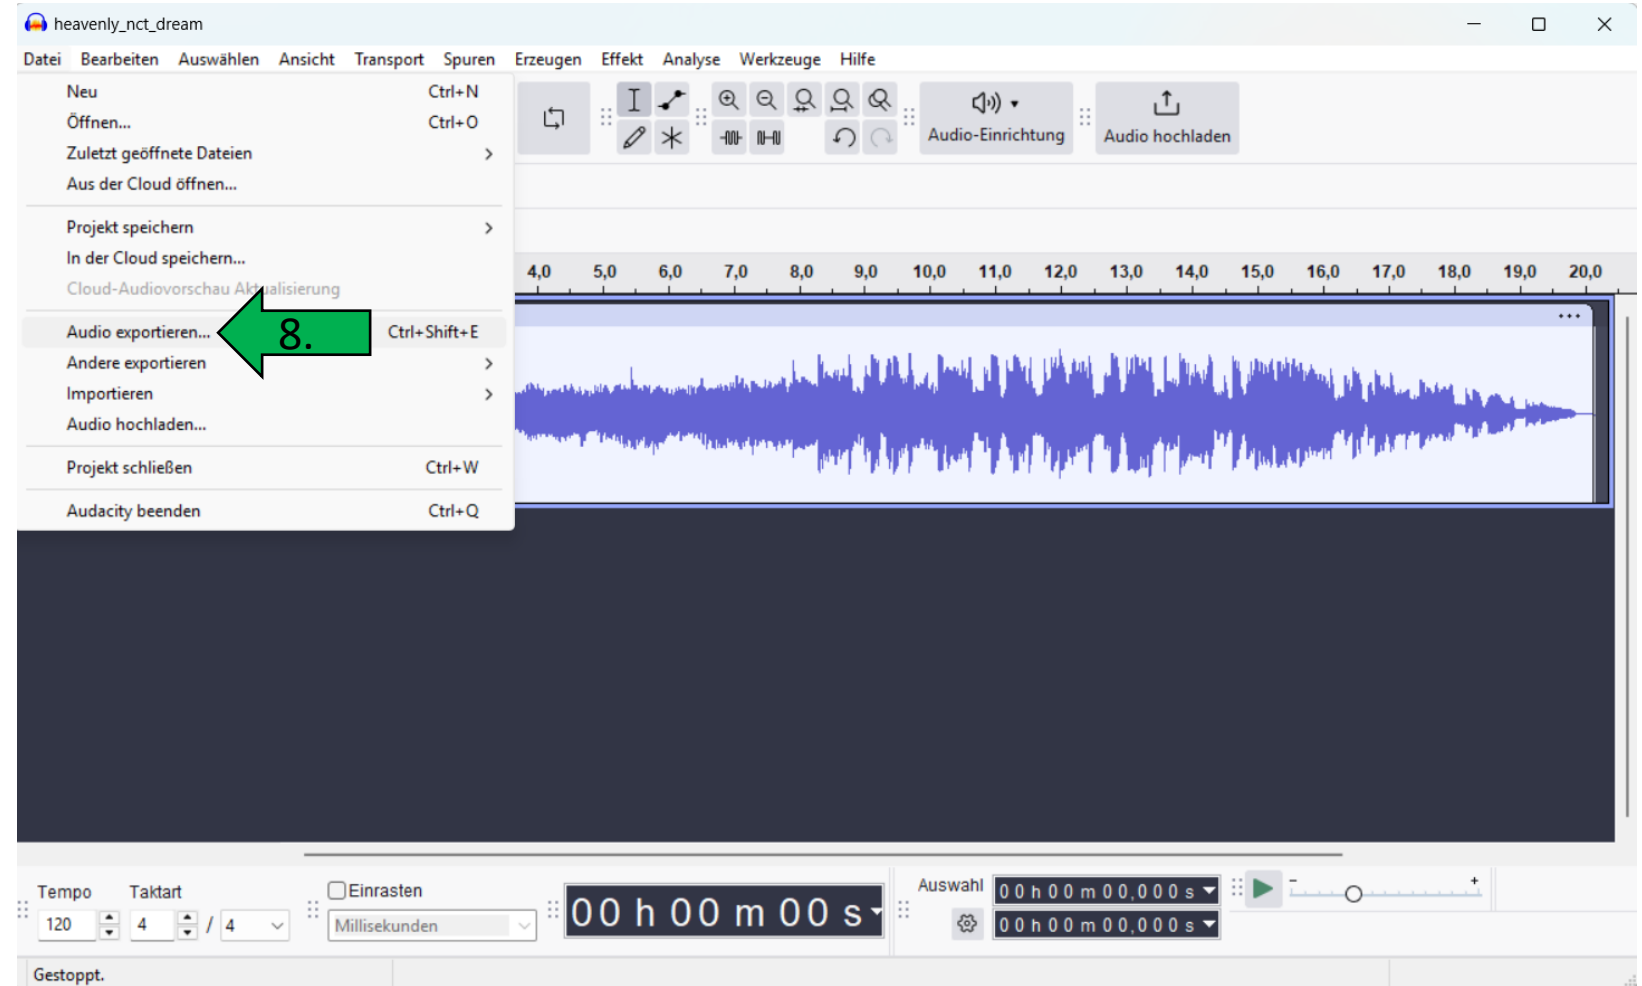 heavenly_nct_dream
Datei Bearbeiten Auswählen Ansicht Transport Spuren Erzeugen Effekt Analyse Werkzeuge Hilfe
Neu Ctrl+N
Öffnen... Ctrl+O
Zuletzt geöffnete Dateien
Aus der Cloud öffnen...
Projekt speichern
In der Cloud speichern...
Cloud-Audiovorschau Aktualisierung
Audio exportieren... 8. Ctrl+Shift+E
Andere exportieren
Importieren
Audio hochladen...
Projekt schließen Ctrl+W
Audacity beenden Ctrl+Q
Audio-Einrichtung
Audio hochladen
4,0 5,0 6,0 7,0 8,0 9,0 10,0 11,0 12,0 13,0 14,0 15,0 16,0 17,0 18,0 19,0 20,0
Tempo Taktart
120 4 / 4
Einrasten
Millisekunden
00 h 00 m 00 s
Auswahl
00 h 00 m 00,000 s
00 h 00 m 00,000 s
- +
Gestoppt.